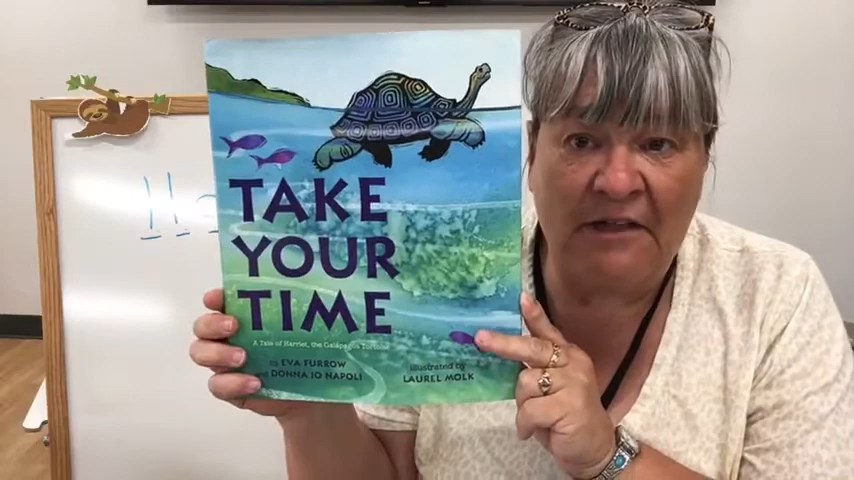 TAKE
YOUR
TIME
A Tale of Harriet, the Galápagos Tortoise
by EVA FURROW
and DONNA JO NAPOLI
illustrated by
LAUREL MOLK